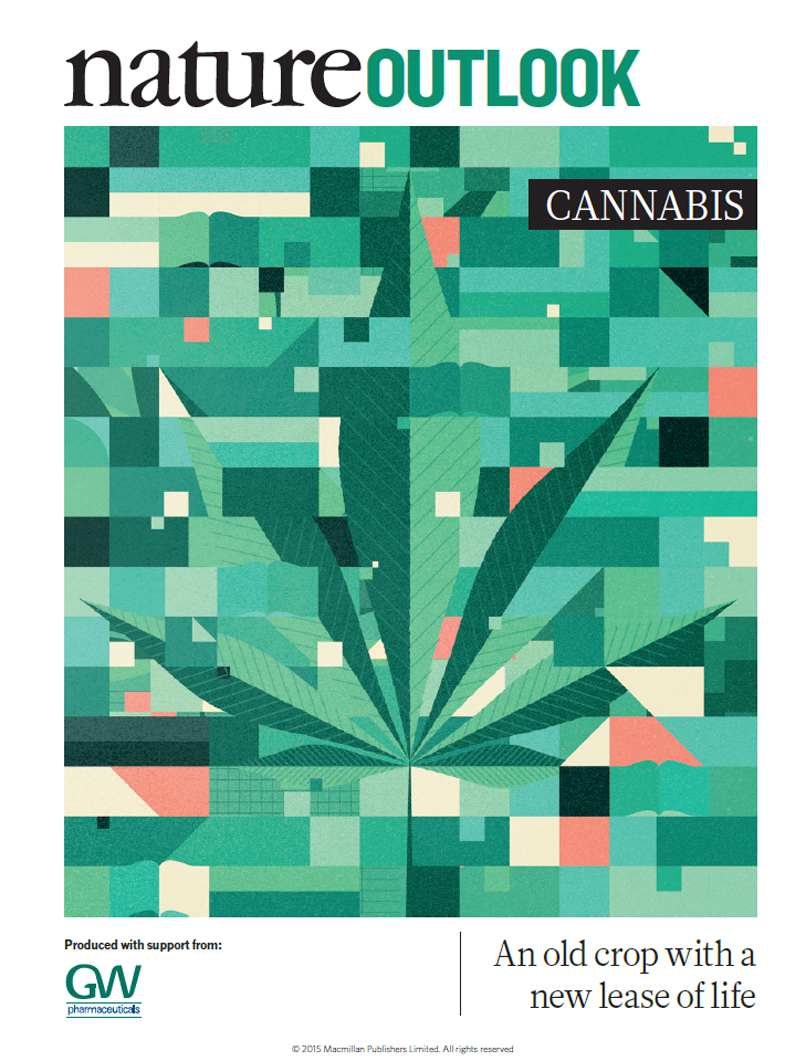 nature OUTLOOK
CANNABIS
Produced with support from:
GW
pharmaceuticals
An old crop with a
new lease of life
© 2015 Macmillan Publishers Limited. All rights reserved